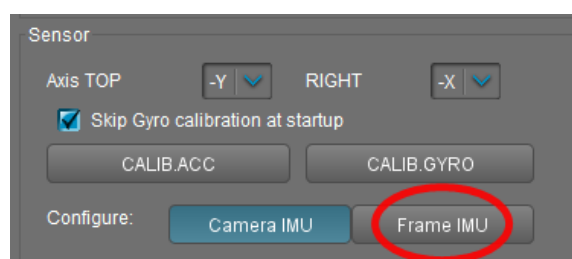 Sensor
Axis TOP -Y RIGHT -X
Skip Gyro calibration at startup
CALIB.ACC CALIB.GYRO
Configure: Camera IMU Frame IMU